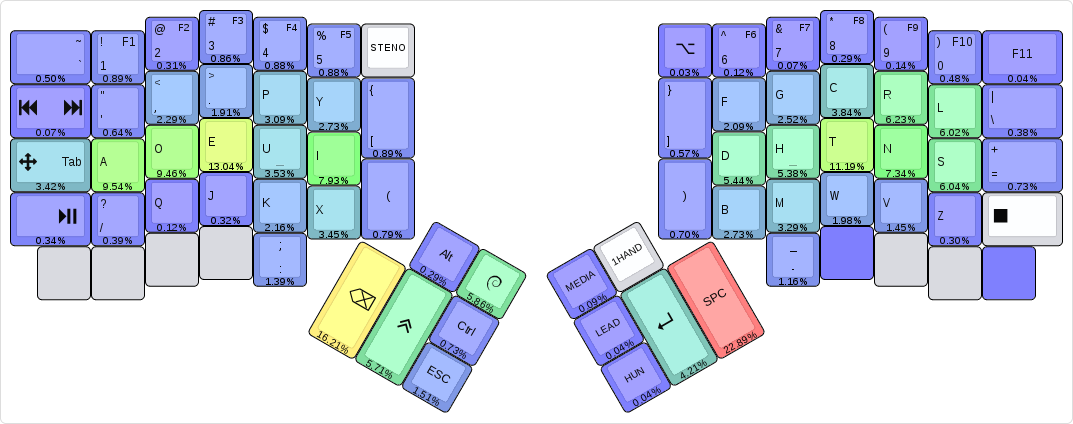 ~
`
0.50%
! F1
1
0.89%
@ F2
2
0.31%
# F3
3
0.86%
$ F4
4
0.88%
% F5
5
0.88%
STENO
0.07%
"
'
0.64%
<
,
2.29%
>
.
1.91%
P
3.09%
Y
2.73%
{
[
0.89%
Tab
3.42%
A
9.54%
O
9.46%
E
13.04%
U
_
3.53%
I
7.93%
0.34%
?
/
0.39%
Q
0.12%
J
0.32%
K
2.16%
X
3.45%
(
0.79%
;
:
1.39%
Alt
0.29%
5.86%
16.21%
5.71%
Ctrl
0.73%
ESC
1.51%
⌥
0.03%
^ F6
6
0.12%
& F7
7
0.07%
* F8
8
0.29%
( F9
9
0.14%
) F10
0
0.48%
F11
0.04%
}
]
0.57%
F
2.09%
G
2.52%
C
3.84%
R
6.23%
L
6.02%
|
\
0.38%
D
5.44%
H
_
5.38%
T
11.19%
N
7.34%
S
6.04%
+
=
0.73%
)
0.70%
B
2.73%
M
3.29%
W
1.98%
V
1.45%
Z
0.30%
–
-
1.16%
1HAND
MEDIA
0.09%
LEAD
0.04%
HUN
0.04%
4.21%
SPC
22.89%